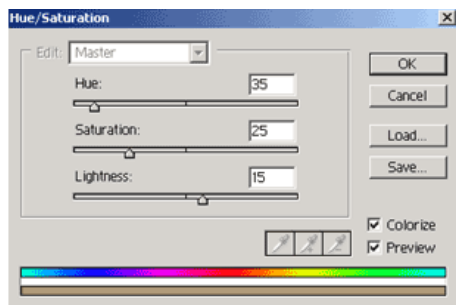 Hue/Saturation
Edit: Master
OK
Hue: 35
Cancel
Saturation: 25
Load...
Lightness: 15
Save...
Colorize
Preview